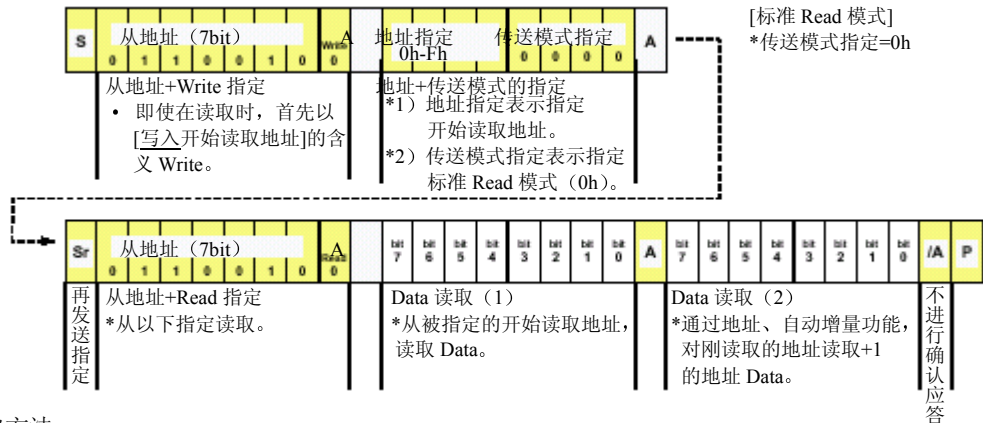 [标准 Read 模式]
*传送模式指定=0h
S 从地址（7bit） Write A 地址指定 传送模式指定 A
0 1 1 0 0 1 0 0 0h-Fh 0 0 0 0
从地址+Write 指定
• 即使在读取时，首先以
[写入开始读取地址]的含
义 Write。
地址+传送模式的指定
*1）地址指定表示指定
开始读取地址。
*2）传送模式指定表示指定
标准 Read 模式（0h）。
Sr 从地址（7bit） Read A bit 7 bit 6 bit 5 bit 4 bit 3 bit 2 bit 1 bit 0 A bit 7 bit 6 bit 5 bit 4 bit 3 bit 2 bit 1 bit 0 /A P
0 1 1 0 0 1 0 0
再发送指定
从地址+Read 指定
*从以下指定读取。
Data 读取（1）
*从被指定的开始读取地址，
读取 Data。
Data 读取（2）
*通过地址、自动增量功能，
对刚读取的地址读取+1
的地址 Data。
不进行确认应答